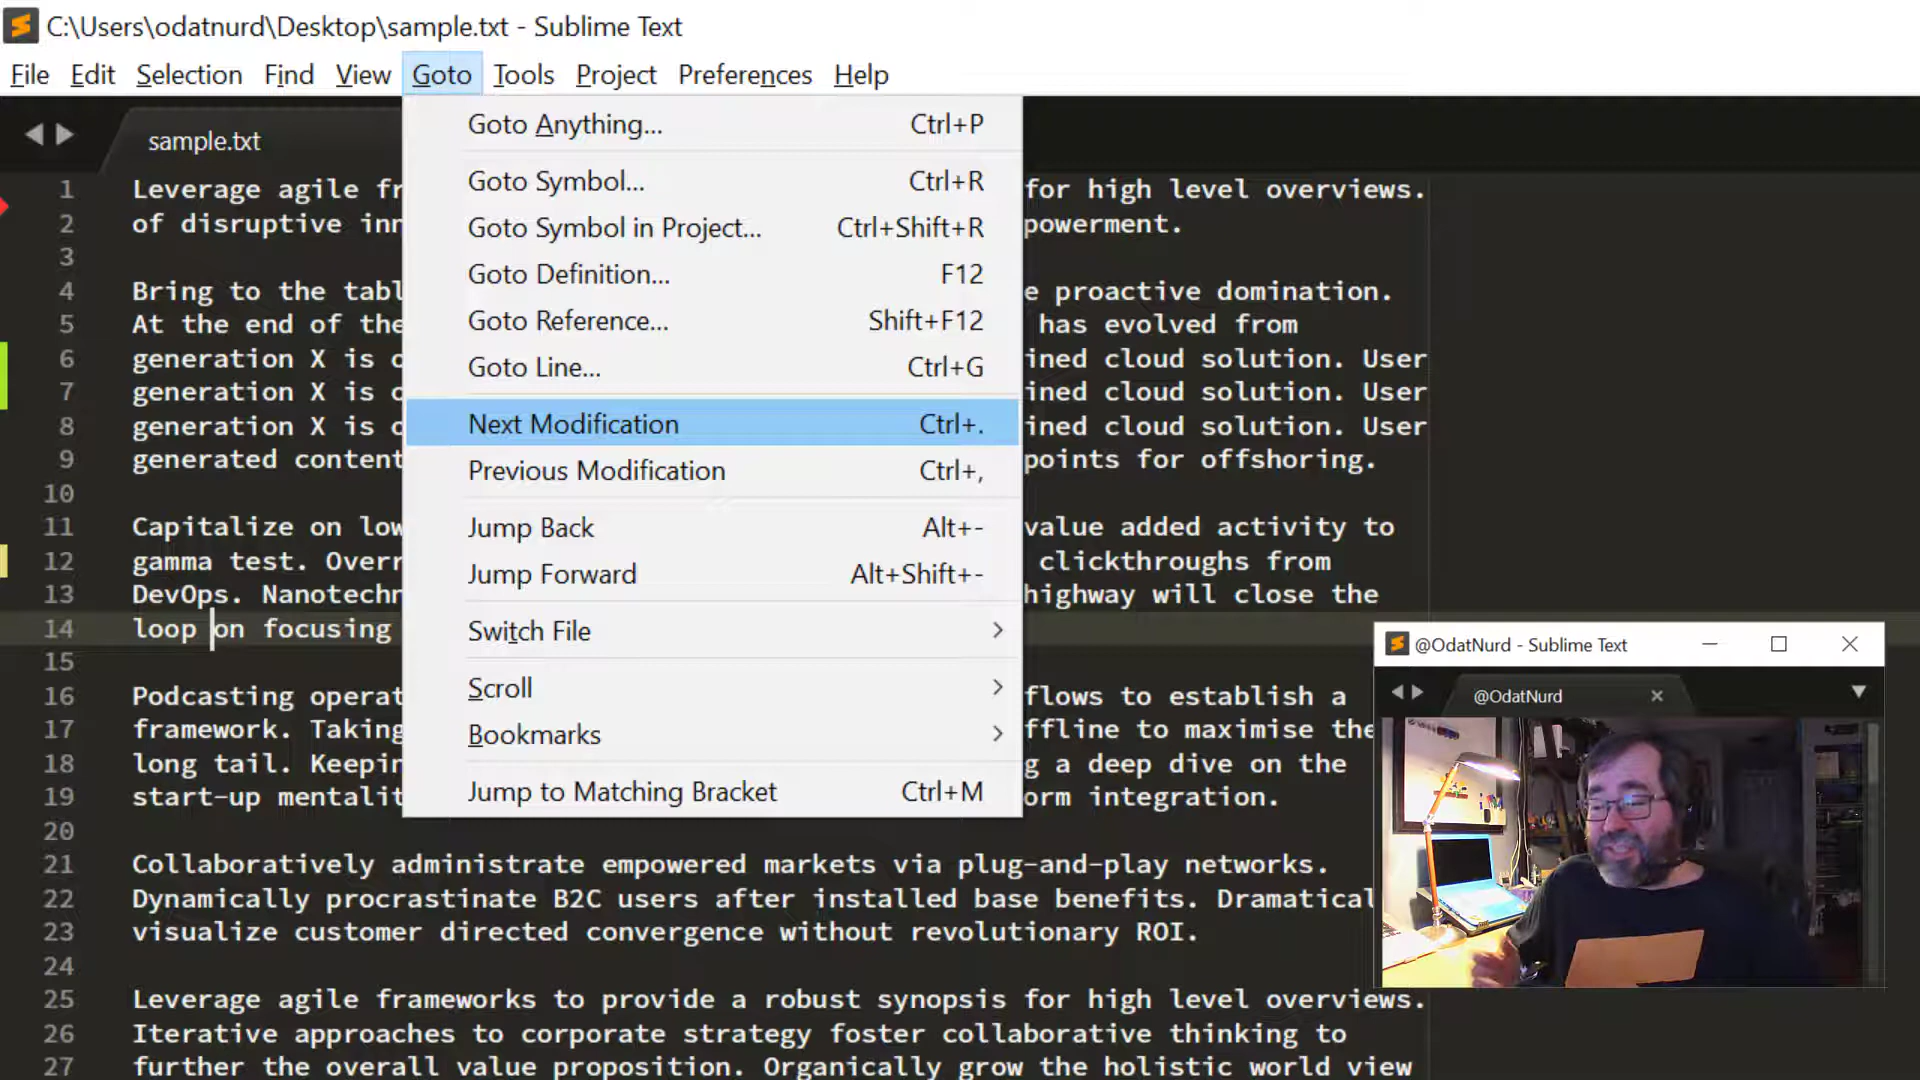 C:\Users\odatnurd\Desktop\sample.txt - Sublime Text
File Edit Selection Find View Goto Tools Project Preferences Help
sample.txt
Goto Anything... Ctrl+P
Goto Symbol... Ctrl+R
Goto Symbol in Project... Ctrl+Shift+R
Goto Definition... F12
Goto Reference... Shift+F12
Goto Line... Ctrl+G
Next Modification Ctrl+.
Previous Modification Ctrl+,
Jump Back Alt+-
Jump Forward Alt+Shift+-
Switch File
Scroll
Bookmarks
Jump to Matching Bracket Ctrl+M
1 Leverage agile fr for high level overviews.
2 of disruptive inn powerment.
3
4 Bring to the tabl e proactive domination.
5 At the end of the has evolved from
6 generation X is o ined cloud solution. User
7 generation X is o ined cloud solution. User
8 generation X is o ined cloud solution. User
9 generated content points for offshoring.
10
11 Capitalize on low value added activity to
12 gamma test. Overr clickthroughs from
13 DevOps. Nanotechn highway will close the
14 loop on focusing
15
16 Podcasting operat flows to establish a
17 framework. Taking ffline to maximise the
18 long tail. Keepin g a deep dive on the
19 start-up mentalit orm integration.
20
21 Collaboratively administrate empowered markets via plug-and-play networks.
22 Dynamically procrastinate B2C users after installed base benefits. Dramatical
23 visualize customer directed convergence without revolutionary ROI.
24
25 Leverage agile frameworks to provide a robust synopsis for high level overviews.
26 Iterative approaches to corporate strategy foster collaborative thinking to
27 further the overall value proposition. Organically grow the holistic world view
@OdatNurd - Sublime Text
@OdatNurd